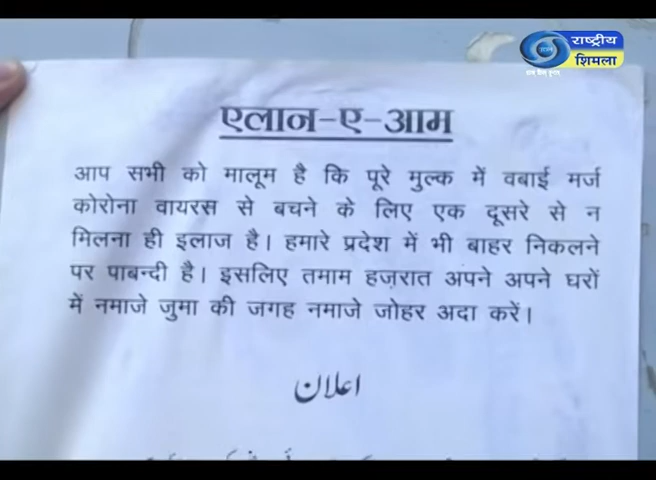 राष्ट्रीय
शिमला
एलान-ए-आम
आप सभी को मालूम है कि पूरे मुल्क में वबाई मर्ज
कोरोना वायरस से बचने के लिए एक दूसरे से न
मिलना ही इलाज है। हमारे प्रदेश में भी बाहर निकलने
पर पाबन्दी है। इसलिए तमाम हज़रात अपने अपने घरों
में नमाजे जुमा की जगह नमाजे जोहर अदा करें।
اعلان